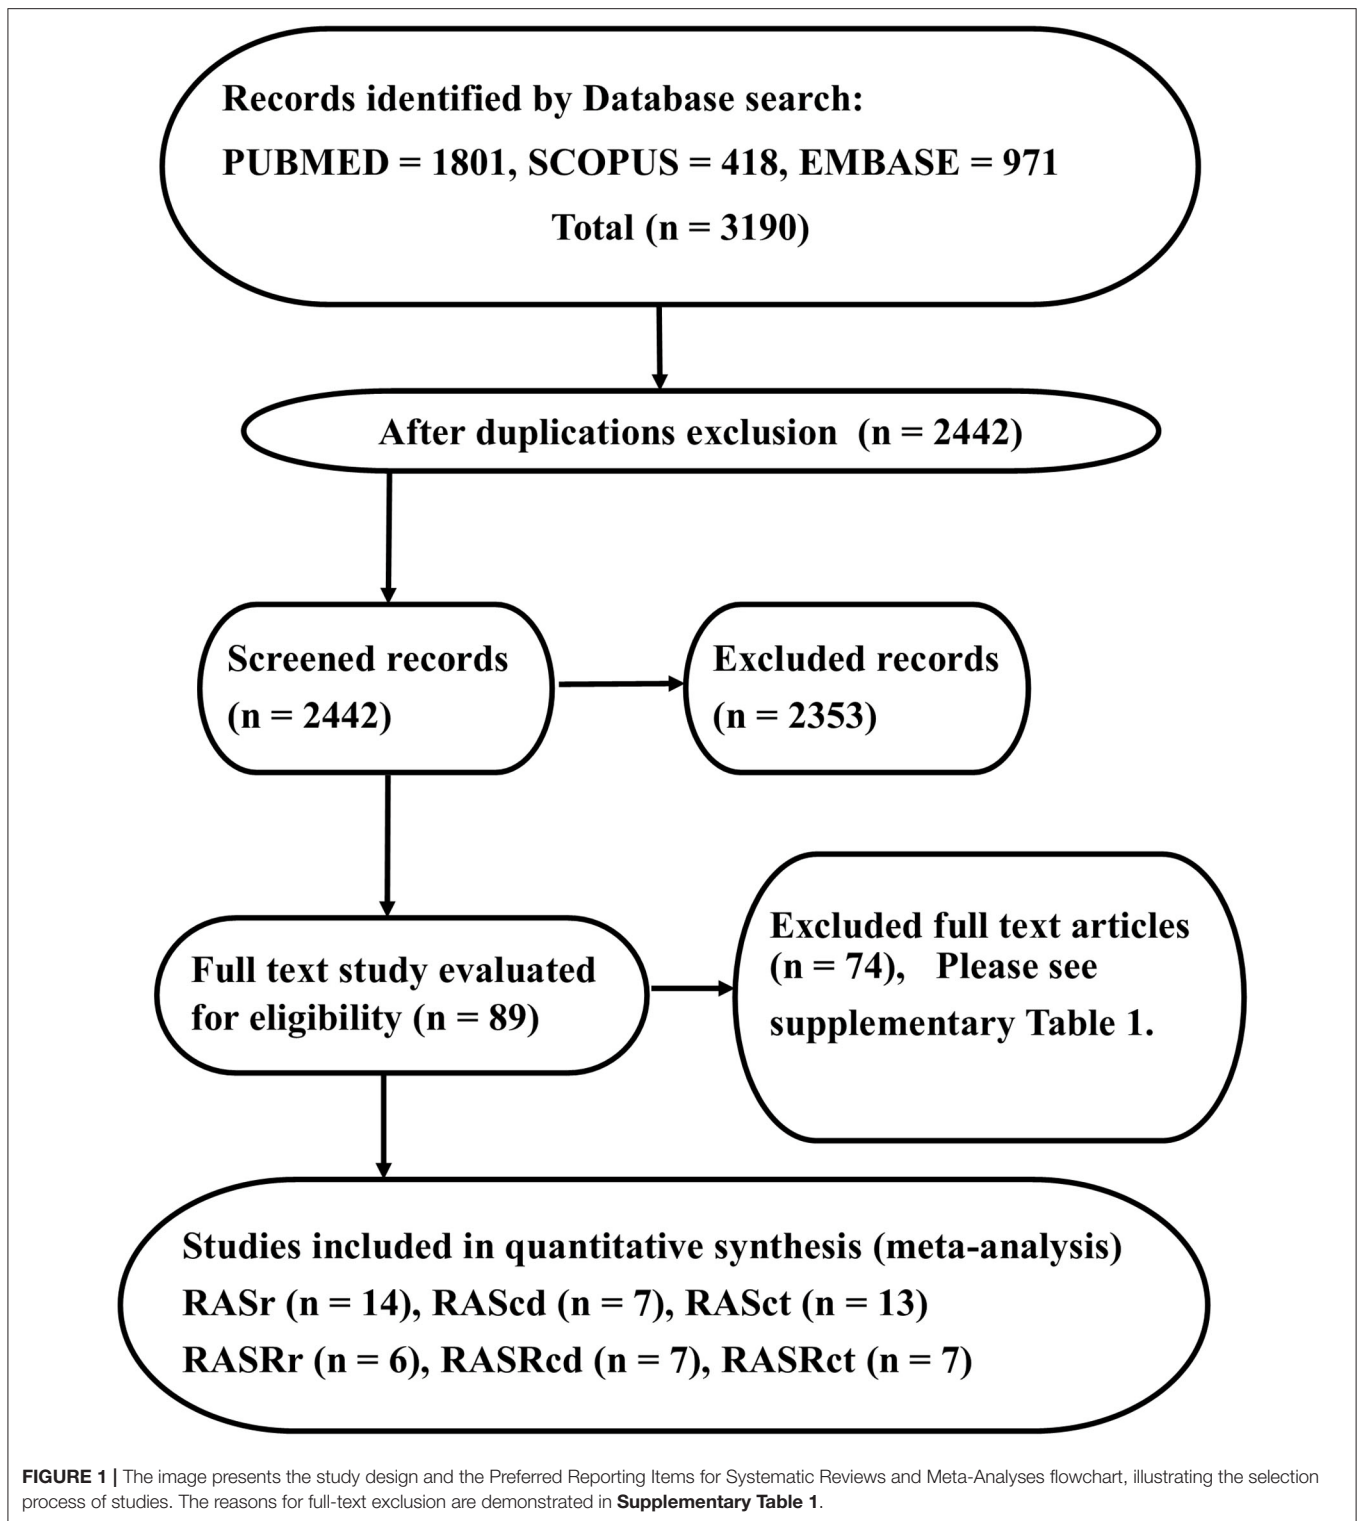 Records identified by Database search:
PUBMED = 1801, SCOPUS = 418, EMBASE = 971
Total (n = 3190)
After duplications exclusion (n = 2442)
Screened records
(n = 2442)
Excluded records
(n = 2353)
Full text study evaluated
for eligibility (n = 89)
Excluded full text articles
(n = 74), Please see
supplementary Table 1.
Studies included in quantitative synthesis (meta-analysis)
RASr (n = 14), RAScd (n = 7), RASct (n = 13)
RASRr (n = 6), RASRcd (n = 7), RASRct (n = 7)
FIGURE 1 | The image presents the study design and the Preferred Reporting Items for Systematic Reviews and Meta-Analyses flowchart, illustrating the selection
process of studies. The reasons for full-text exclusion are demonstrated in Supplementary Table 1.